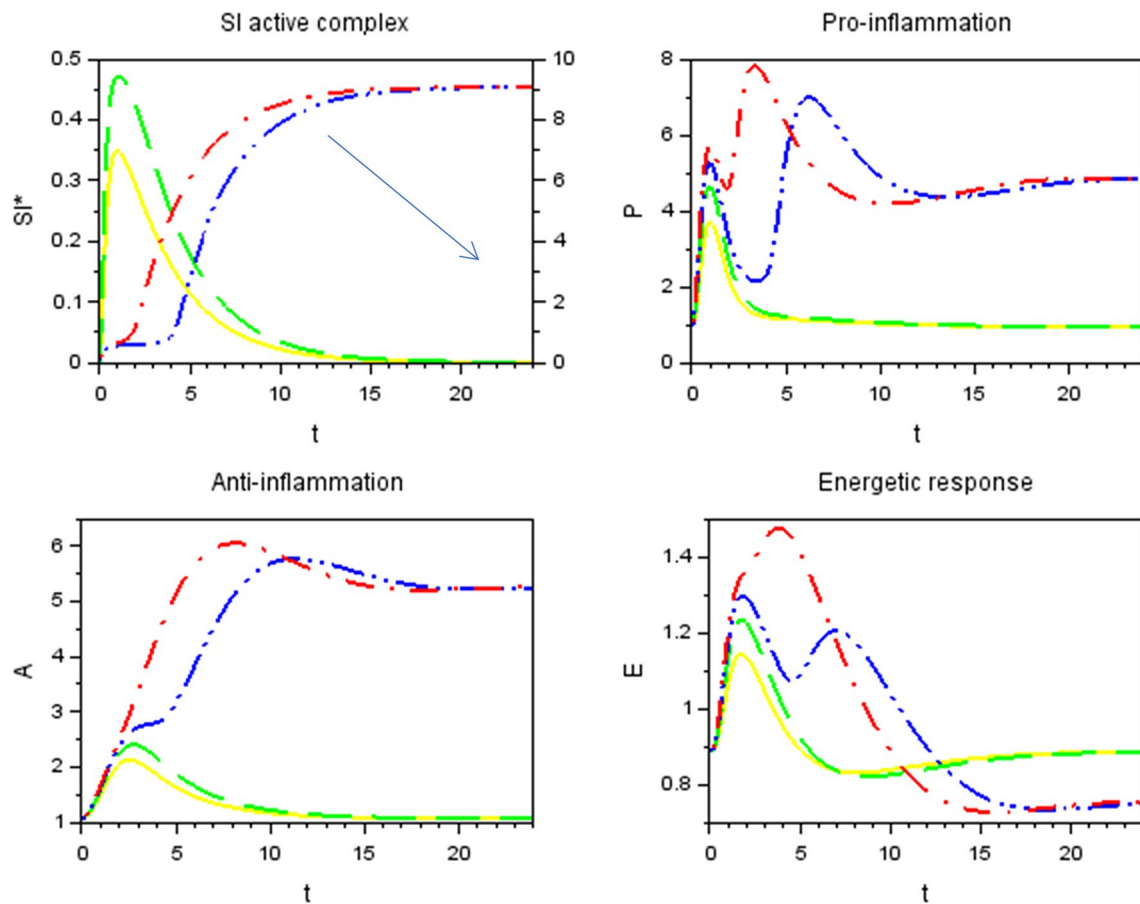 SI active complex
0.5
0.4
0.3
0.2
0.1
0
SI*
10
8
6
4
2
0
0 5 10 15 20
t
Pro-inflammation
8
6
4
2
0
P
0 5 10 15 20
t
Anti-inflammation
6
5
4
3
2
1
A
0 5 10 15 20
t
Energetic response
1.4
1.2
1
0.8
E
0 5 10 15 20
t